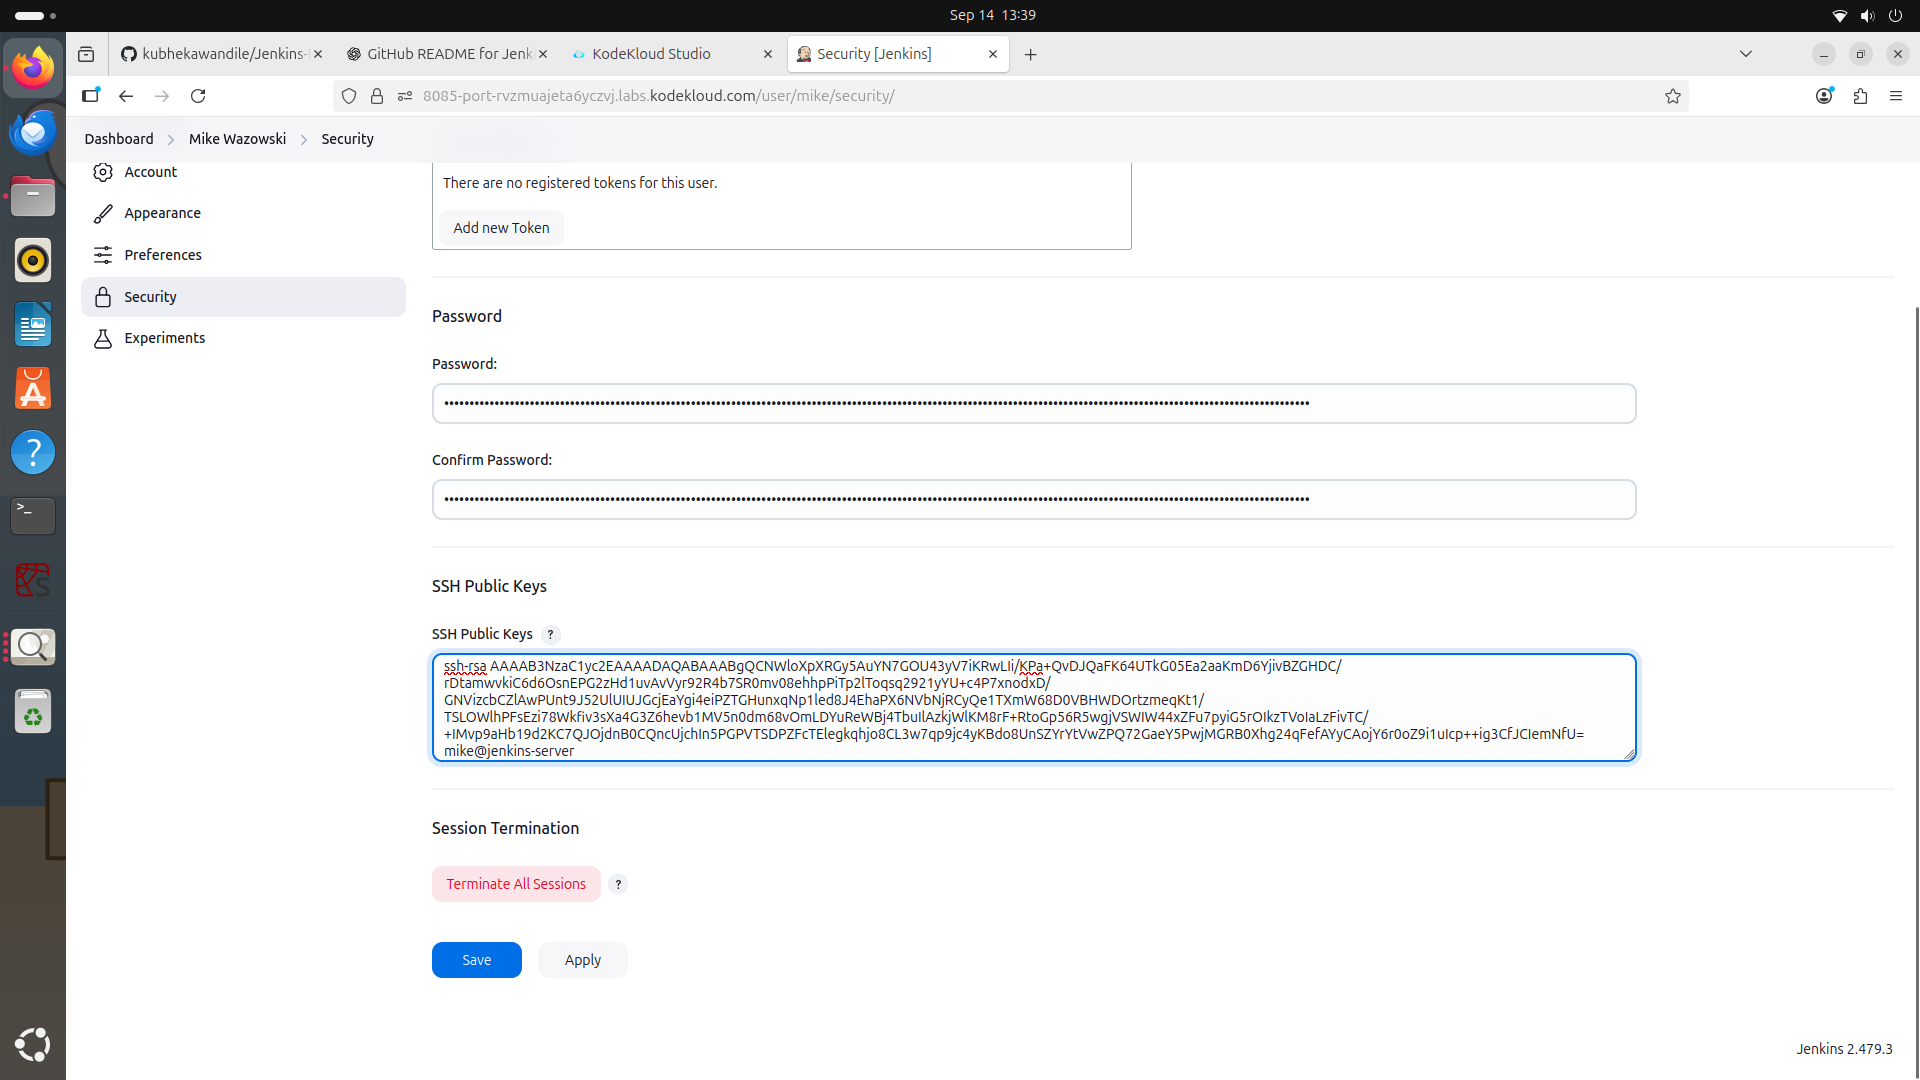 Sep 14 13:39
kubhekawandile/Jenkins-
GitHub README for Jenk
KodeKloud Studio
Security [Jenkins]
8085-port-rvzmuajeta6yczvj.labs.kodekloud.com/user/mike/security/
Dashboard
Mike Wazowski
Security
Account
Appearance
Preferences
Security
Experiments
There are no registered tokens for this user.
Add new Token
Password
Password:
Confirm Password:
SSH Public Keys
SSH Public Keys ?
ssh-rsa AAAAB3NzaC1yc2EAAAADAQABAAABgQCNWloXpXRGy5AuYN7GOU43yV7iKRwLIi/KPa+QvDJQaFK64UTkG05Ea2aaKmD6YjivBZGHDC/
rDtamwvkiC6d6OsnEPG2zHd1uvAvVyr92R4b7SR0mv08ehhpPiTp2lToqsq2921yYU+c4P7xnodxD/
GNVizcbCZlAwPUnt9J52UlUIUJGcjEaYgi4eiPZTGHunxqNp1led8J4EhaPX6NVbNjRCyQe1TXmW68D0VBHWDOrtzmeqKt1/
TSLOWlhPFsEzi78Wkfiv3sXa4G3Z6hevb1MV5n0dm68vOmLDYuReWBj4TbuIlAzkjWlKM8rF+RtoGp56R5wgjVSWIW44xZFu7pyiG5rOIkzTVoIaLzFivTC/
+IMvp9aHb19d2KC7QJOjdnB0CQncUjchIn5PGPVTSDPZFcTElegkqhjo8CL3w7qp9jc4yKBdo8UnSZYrYtVwZPQ72GaeY5PwjMGRB0Xhg24qFefAYyCAojY6r0oZ9i1uIcp++ig3CfJCIemNfU=
mike@jenkins-server
Session Termination
Terminate All Sessions ?
Save
Apply
Jenkins 2.479.3